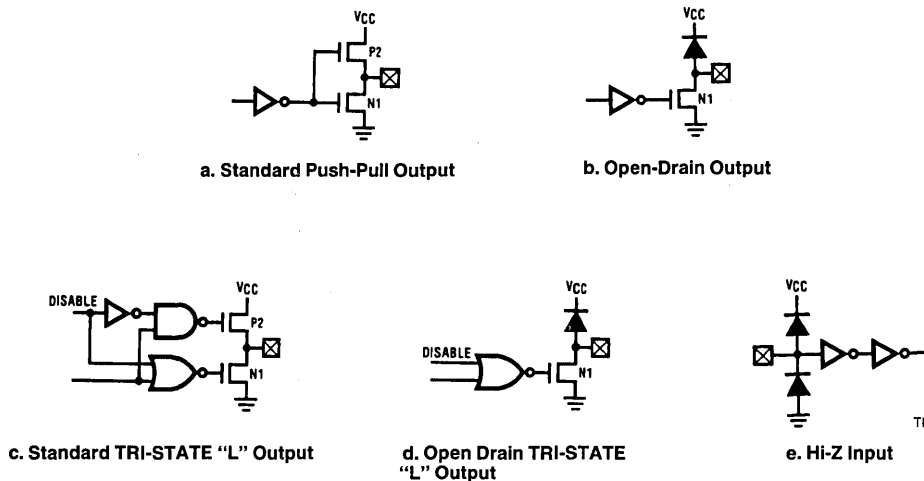 VCC
P2
N1
a. Standard Push-Pull Output
VCC
N1
b. Open-Drain Output
DISABLE
VCC
P2
N1
c. Standard TRI-STATE “L” Output
VCC
DISABLE
N1
d. Open Drain TRI-STATE
“L” Output
VCC
e. Hi-Z Input